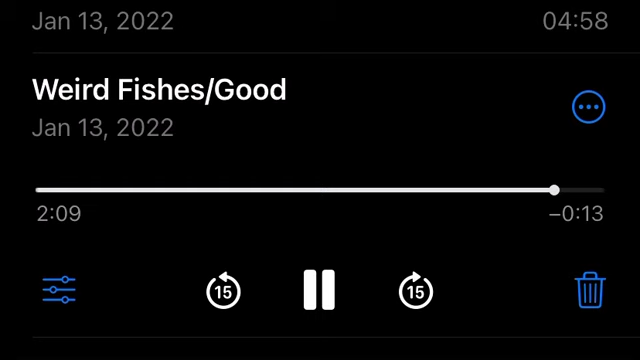 Jan 13, 2022 04:58
Weird Fishes/Good
Jan 13, 2022
2:09 –0:13
15 15